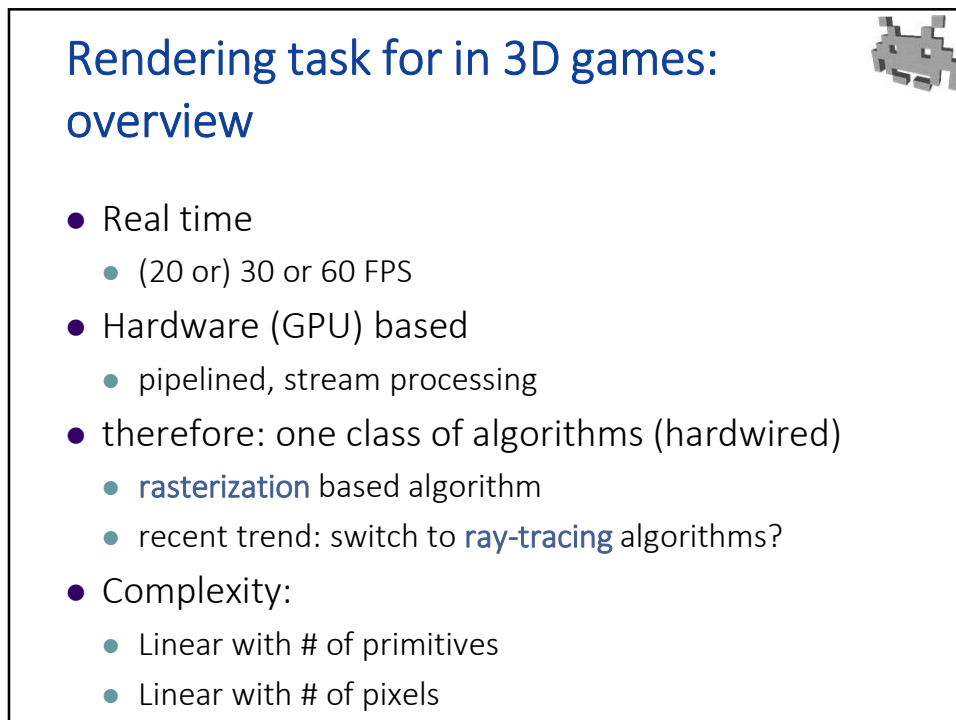 Rendering task for in 3D games:
overview
● Real time
● (20 or) 30 or 60 FPS
● Hardware (GPU) based
● pipelined, stream processing
● therefore: one class of algorithms (hardwired)
● rasterization based algorithm
● recent trend: switch to ray-tracing algorithms?
● Complexity:
● Linear with # of primitives
● Linear with # of pixels